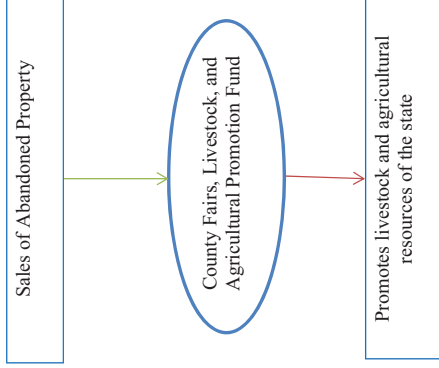 Sales of Abandoned Property
County Fairs, Livestock, and
Agricultural Promotion Fund
Promotes livestock and agricultural
resources of the state